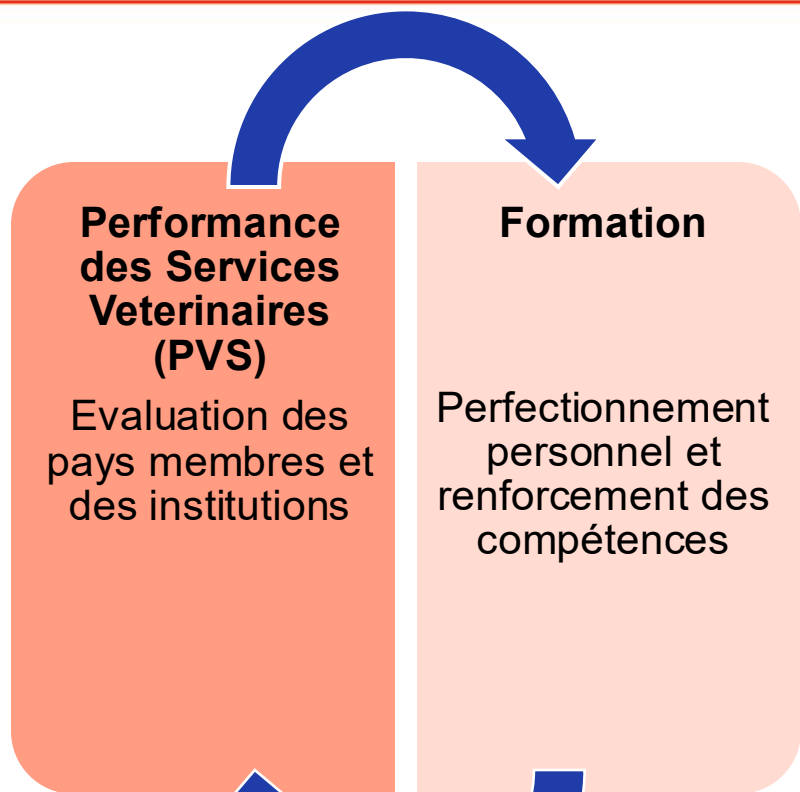 Performance
des Services
Veterinaires
(PVS)
Evaluation des
pays membres et
des institutions
Formation
Perfectionnement
personnel et
renforcement des
compétences